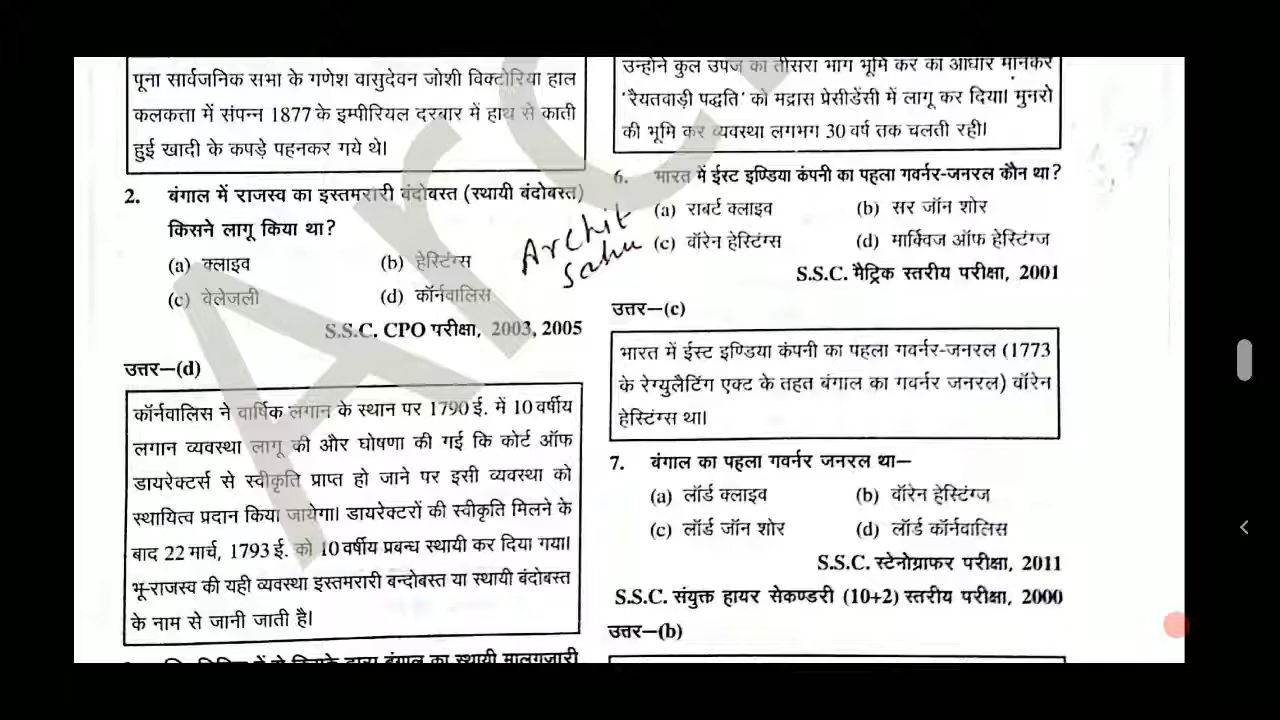 पूना सार्वजनिक सभा के गणेश वासुदेवन जोशी विक्टोरिया हाल
कलकता में संपन्न 1877 के इम्पीरियल दरबार में हाथ से काती
हुई खादी के कपड़े पहनकर गये थे।
2. बंगाल में राजस्व का इस्तमरारी बंदोबस्त (स्थायी बंदोबस्त)
किसने लागू किया था?
(a) क्लाइव (b) हेस्टिंग्स
(c) वेलेजली (d) कॉर्नवालिस
S.S.C. CPO परीक्षा, 2003, 2005
उत्तर—(d)
कॉर्नवालिस ने वार्षिक लगान के स्थान पर 1790 ई. में 10 वर्षीय
लगान व्यवस्था लागू की और घोषणा की गई कि कोर्ट ऑफ
डायरेक्टर्स से स्वीकृति प्राप्त हो जाने पर इसी व्यवस्था को
स्थायित्व प्रदान किया जायेगा। डायरेक्टरों की स्वीकृति मिलने के
बाद 22 मार्च, 1793 ई. को 10 वर्षीय प्रबन्ध स्थायी कर दिया गया।
भू-राजस्व की यही व्यवस्था इस्तमरारी बन्दोबस्त या स्थायी बंदोबस्त
के नाम से जानी जाती है।
बंगाल का स्थायी मालगुजारी
उन्होंने कुल उपज का तीसरा भाग भूमि कर का आधार मानकर
'रैयतवाड़ी पद्धति' को मद्रास प्रेसीडेंसी में लागू कर दिया। मुनरो
की भूमि कर व्यवस्था लगभग 30 वर्ष तक चलती रही।
6. भारत में ईस्ट इण्डिया कंपनी का पहला गवर्नर-जनरल कौन था?
(a) राबर्ट क्लाइव (b) सर जॉन शोर
(c) वॉरेन हेस्टिंग्स (d) मार्क्विज ऑफ हेस्टिंग्ज
S.S.C. मैट्रिक स्तरीय परीक्षा, 2001
उत्तर—(c)
भारत में ईस्ट इण्डिया कंपनी का पहला गवर्नर-जनरल (1773
के रेग्युलैटिंग एक्ट के तहत बंगाल का गवर्नर जनरल) वॉरेन
हेस्टिंग्स था।
7. बंगाल का पहला गवर्नर जनरल था—
(a) लॉर्ड क्लाइव (b) वॉरेन हेस्टिंग्ज
(c) लॉर्ड जॉन शोर (d) लॉर्ड कॉर्नवालिस
S.S.C. स्टेनोग्राफर परीक्षा, 2011
S.S.C. संयुक्त हायर सेकण्डरी (10+2) स्तरीय परीक्षा, 2000
उत्तर—(b)
Archit
Sahu